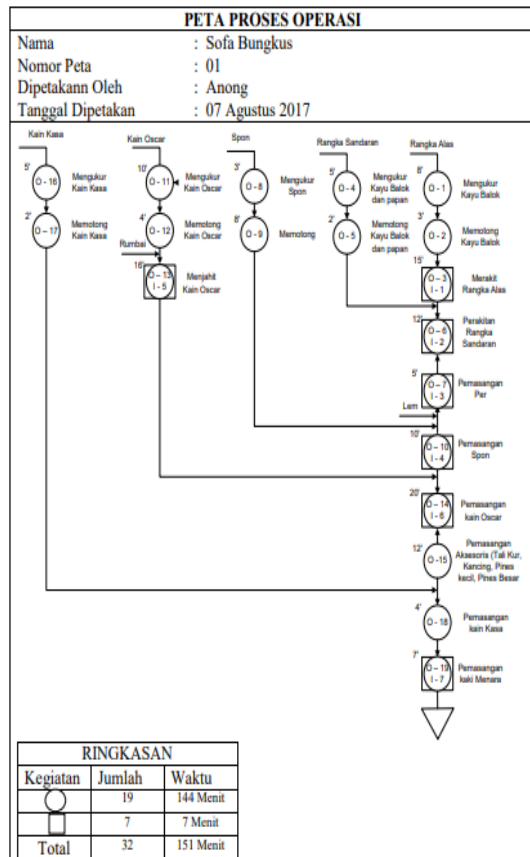 PETA PROSES OPERASI
Nama : Sofa Bungkus
Nomor Peta : 01
Dipetakann Oleh : Anong
Tanggal Dipetakan : 07 Agustus 2017
Kain Kasa
5'
O - 16
Mengukur
Kain Kasa
2'
O - 17
Memotong
Kain Kasa
Kain Oscar
10'
O - 11
Mengukur
Kain Oscar
4'
O - 12
Memotong
Kain Oscar
Rumbai
16'
O - 13
I - 5
Menjahit
Kain Oscar
Spon
3'
O - 8
Mengukur
Spon
8'
O - 9
Memotong
Rangka Sandaran
5'
O - 4
Mengukur
Kayu Balok
dan papan
2'
O - 5
Memotong
Kayu Balok
dan papan
Rangka Alas
8'
O - 1
Mengukur
Kayu Balok
3'
O - 2
Memotong
Kayu Balok
15'
O - 3
I - 1
Merakit
Rangka Alas
12'
O - 6
I - 2
Perakitan
Rangka
Sandaran
5'
O - 7
I - 3
Pemasangan
Per
Lem
10'
O - 10
I - 4
Pemasangan
Spon
20'
O - 14
I - 6
Pemasangan
kain Oscar
12'
O -15
Pemasangan
Aksesoris (Tali Kur,
Kancing, Pines
kecil, Pines Besar
4'
O - 18
Pemasangan
kain Kasa
7'
O - 19
I - 7
Pemasangan
kaki Menara
RINGKASAN
Kegiatan Jumlah Waktu
19 144 Menit
7 7 Menit
Total 32 151 Menit